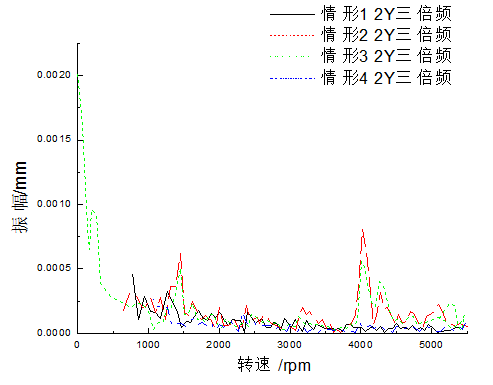 情 形1 2Y三 倍频
情 形2 2Y三 倍频
情 形3 2Y三 倍频
情 形4 2Y三 倍频
0.0020
0.0015
0.0010
0.0005
0.0000
振 幅/mm
0 1000 2000 3000 4000 5000
转速 /rpm